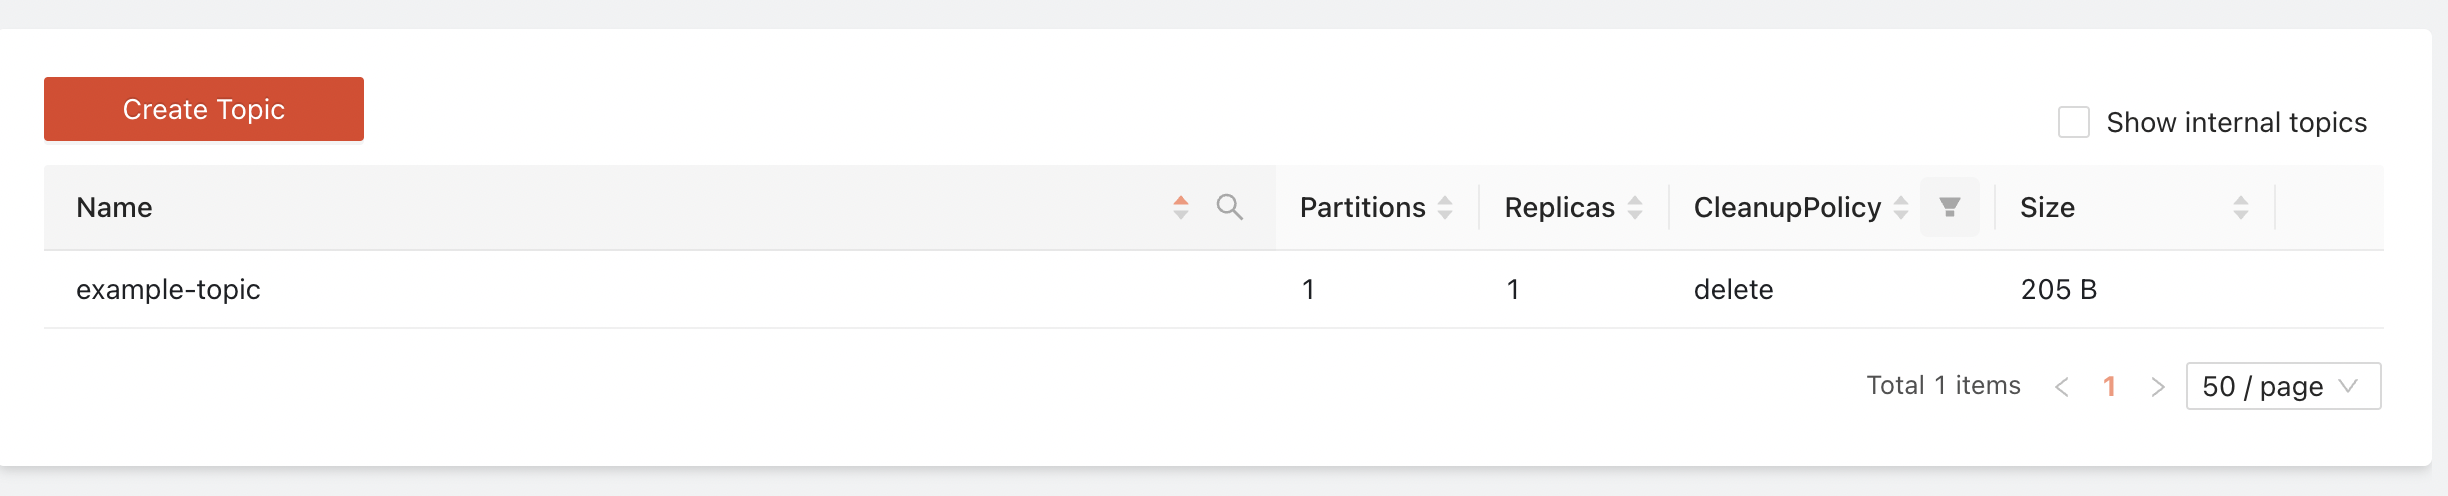 Create Topic
Show internal topics
Name Partitions Replicas CleanupPolicy Size
example-topic 1 1 delete 205 B
Total 1 items 1 50 / page